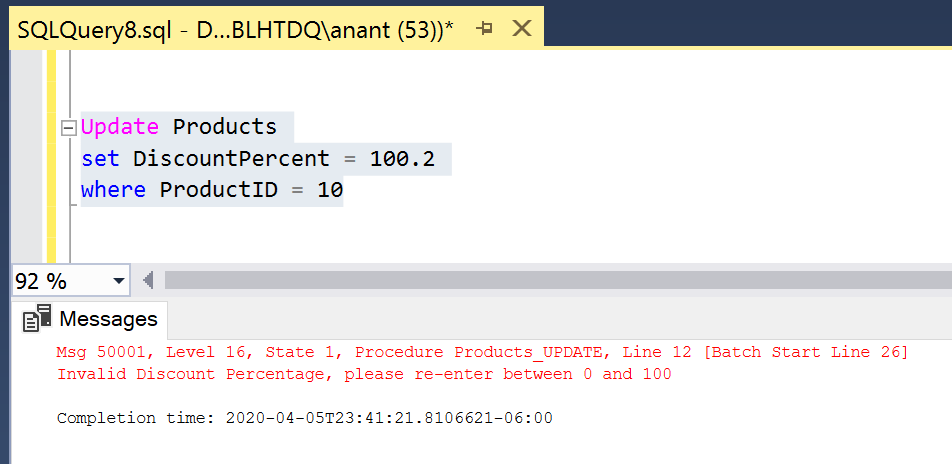 SQLQuery8.sql - D...BLHTDQ\anant (53))*
Update Products
set DiscountPercent = 100.2
where ProductID = 10
92 %
Messages
Msg 50001, Level 16, State 1, Procedure Products_UPDATE, Line 12 [Batch Start Line 26]
Invalid Discount Percentage, please re-enter between 0 and 100
Completion time: 2020-04-05T23:41:21.8106621-06:00